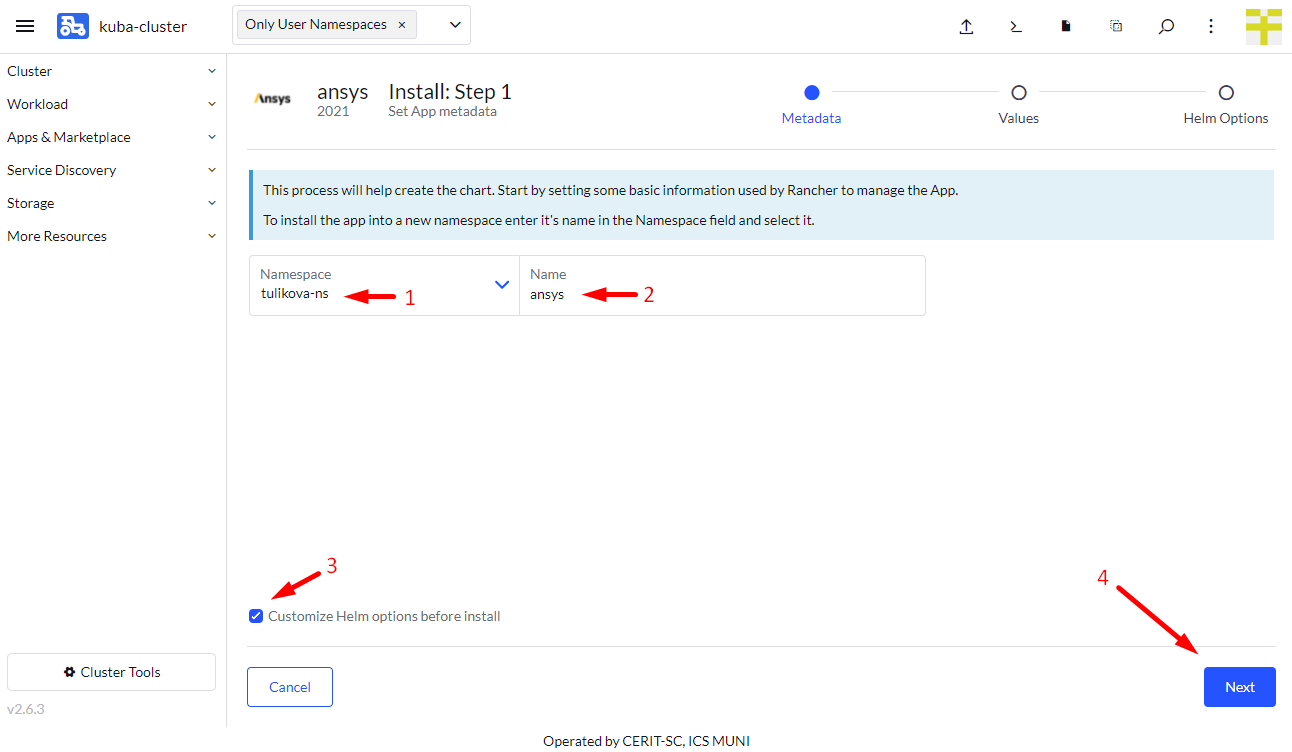 kuba-cluster
Only User Namespaces ×
Cluster
Workload
Apps & Marketplace
Service Discovery
Storage
More Resources
Cluster Tools
v2.6.3
Ansys
ansys
2021
Install: Step 1
Set App metadata
Metadata
Values
Helm Options
This process will help create the chart. Start by setting some basic information used by Rancher to manage the App.
To install the app into a new namespace enter it's name in the Namespace field and select it.
Namespace
tulikova-ns
1
Name
ansys
2
3
Customize Helm options before install
4
Cancel
Next
Operated by CERIT-SC, ICS MUNI